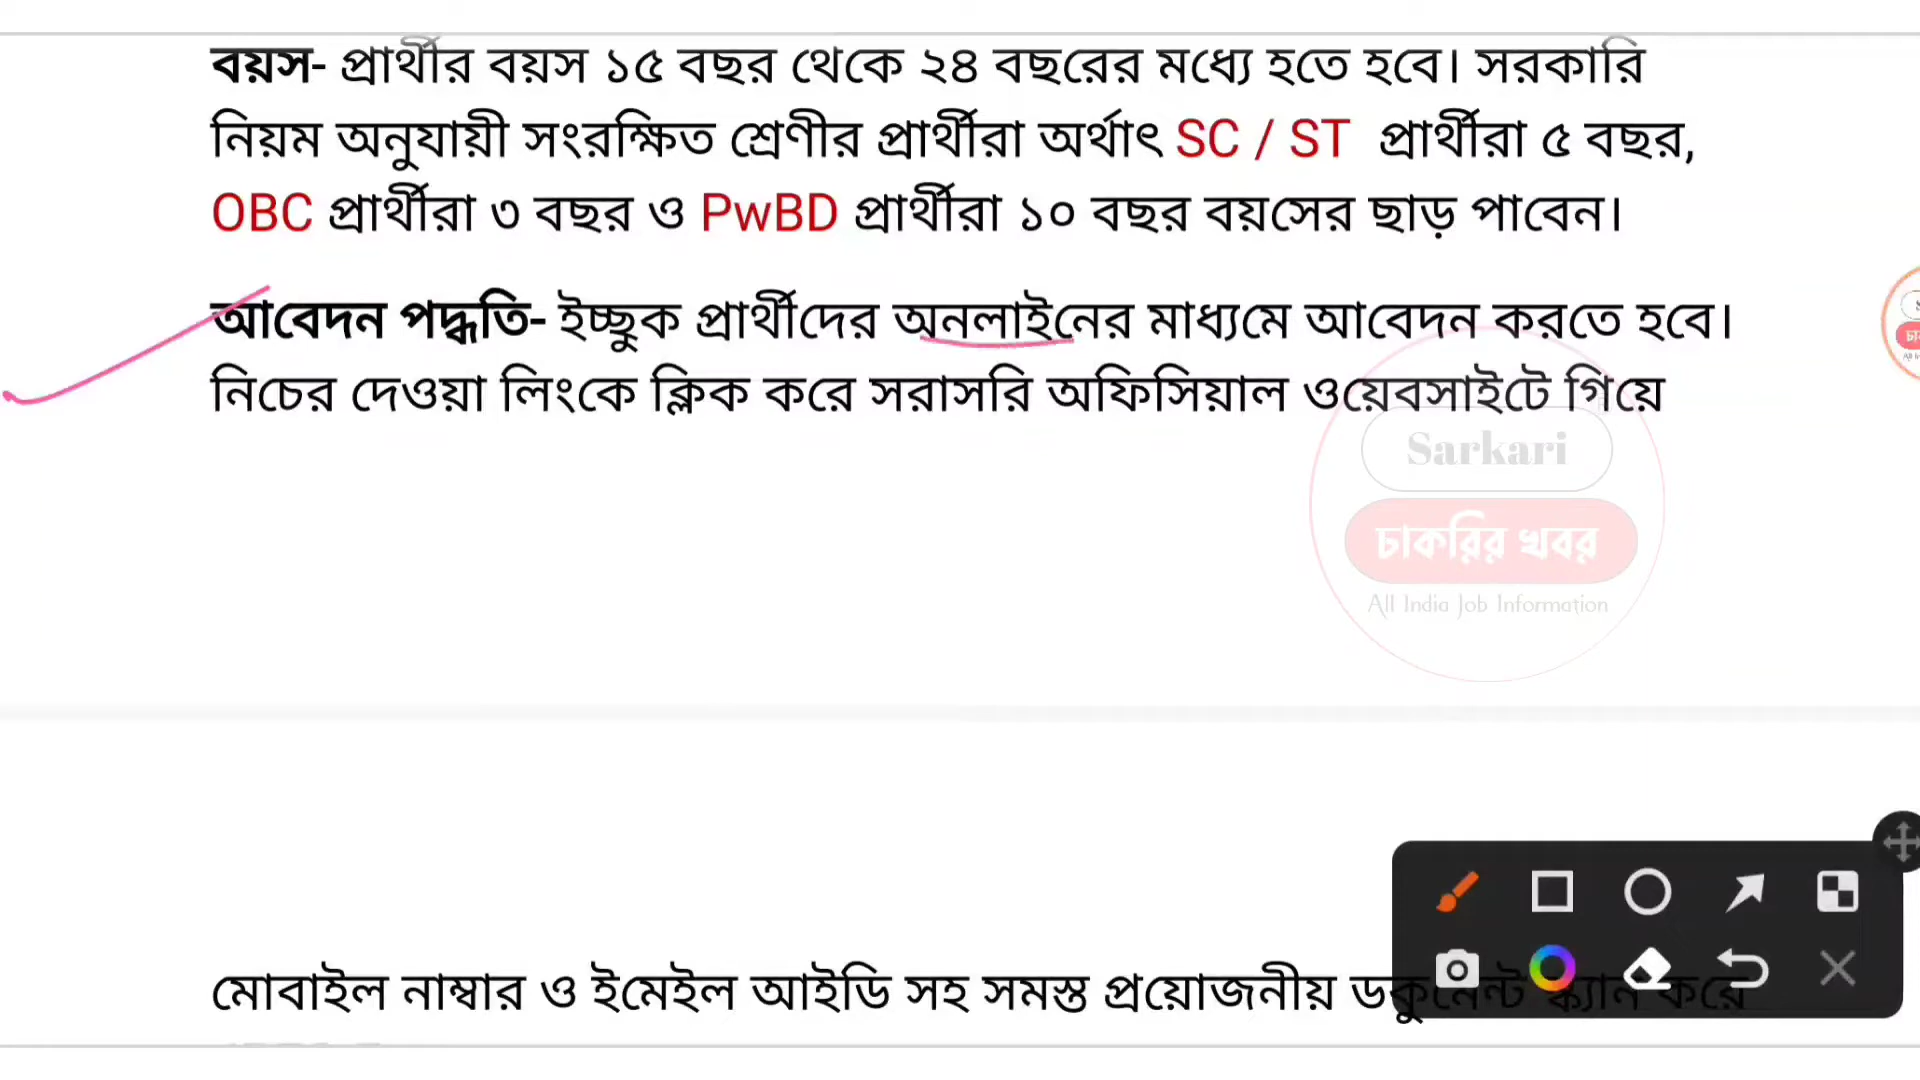 বয়স- প্রার্থীর বয়স ১৫ বছর থেকে ২৪ বছরের মধ্যে হতে হবে। সরকারি
নিয়ম অনুযায়ী সংরক্ষিত শ্রেণীর প্রার্থীরা অর্থাৎ SC / ST প্রার্থীরা ৫ বছর,
OBC প্রার্থীরা ৩ বছর ও PwBD প্রার্থীরা ১০ বছর বয়সের ছাড় পাবেন।
আবেদন পদ্ধতি- ইচ্ছুক প্রার্থীদের অনলাইনের মাধ্যমে আবেদন করতে হবে।
নিচের দেওয়া লিংকে ক্লিক করে সরাসরি অফিসিয়াল ওয়েবসাইটে গিয়ে
Sarkari
চাকরির খবর
All India Job Information
মোবাইল নাম্বার ও ইমেইল আইডি সহ সমস্ত প্রয়োজনীয় ডকুমেন্ট স্ক্যান করে